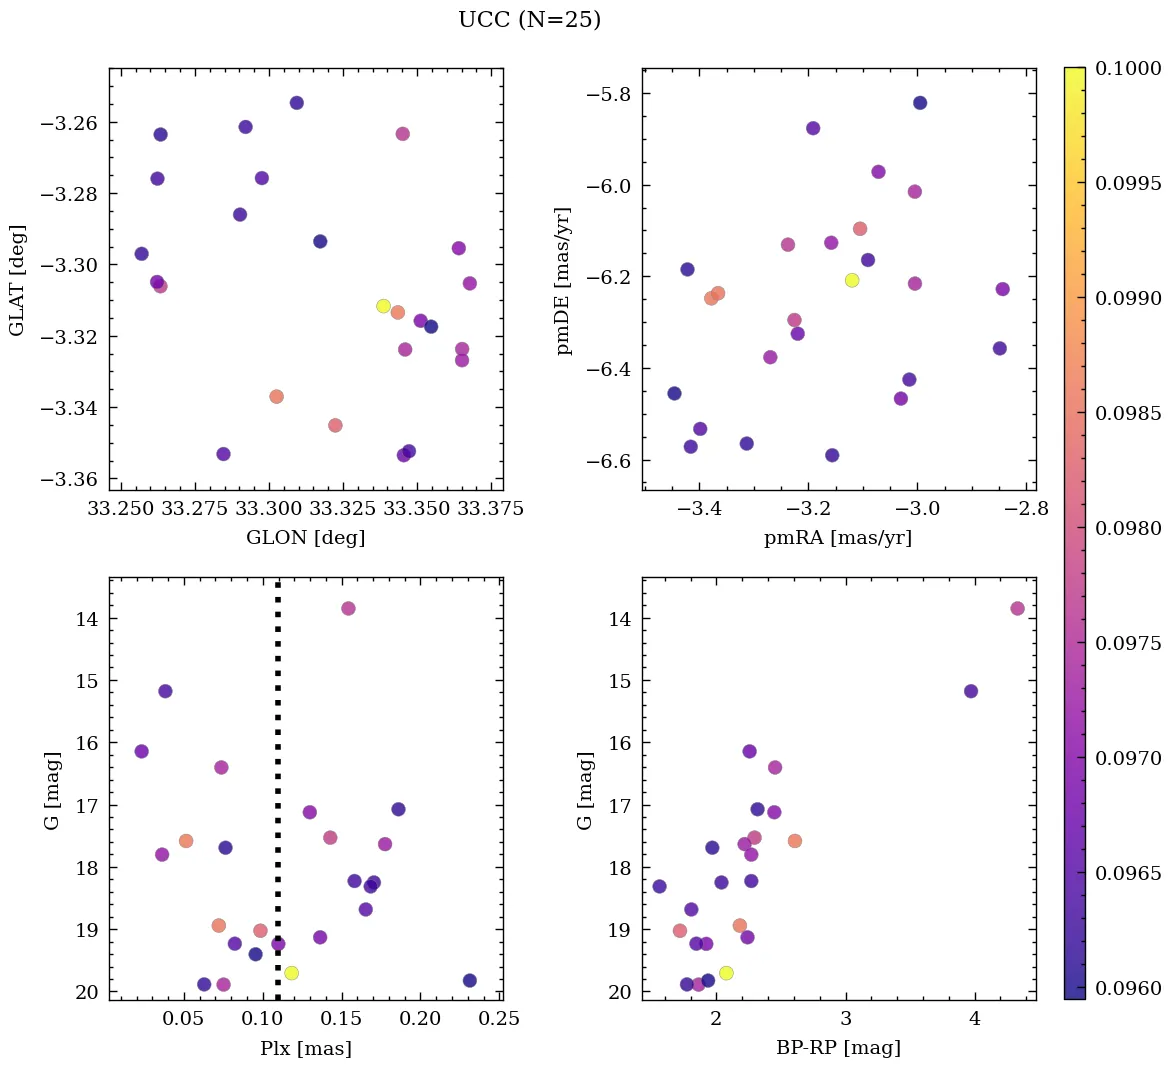 UCC (N=25)
−3.26
−3.28
−3.30
−3.32
−3.34
−3.36
GLAT [deg]
33.250 33.275 33.300 33.325 33.350 33.375
GLON [deg]
−5.8
−6.0
−6.2
−6.4
−6.6
pmDE [mas/yr]
−3.4 −3.2 −3.0 −2.8
pmRA [mas/yr]
14
15
16
17
18
19
20
G [mag]
0.05 0.10 0.15 0.20 0.25
Plx [mas]
14
15
16
17
18
19
20
G [mag]
2 3 4
BP-RP [mag]
0.1000
0.0995
0.0990
0.0985
0.0980
0.0975
0.0970
0.0965
0.0960